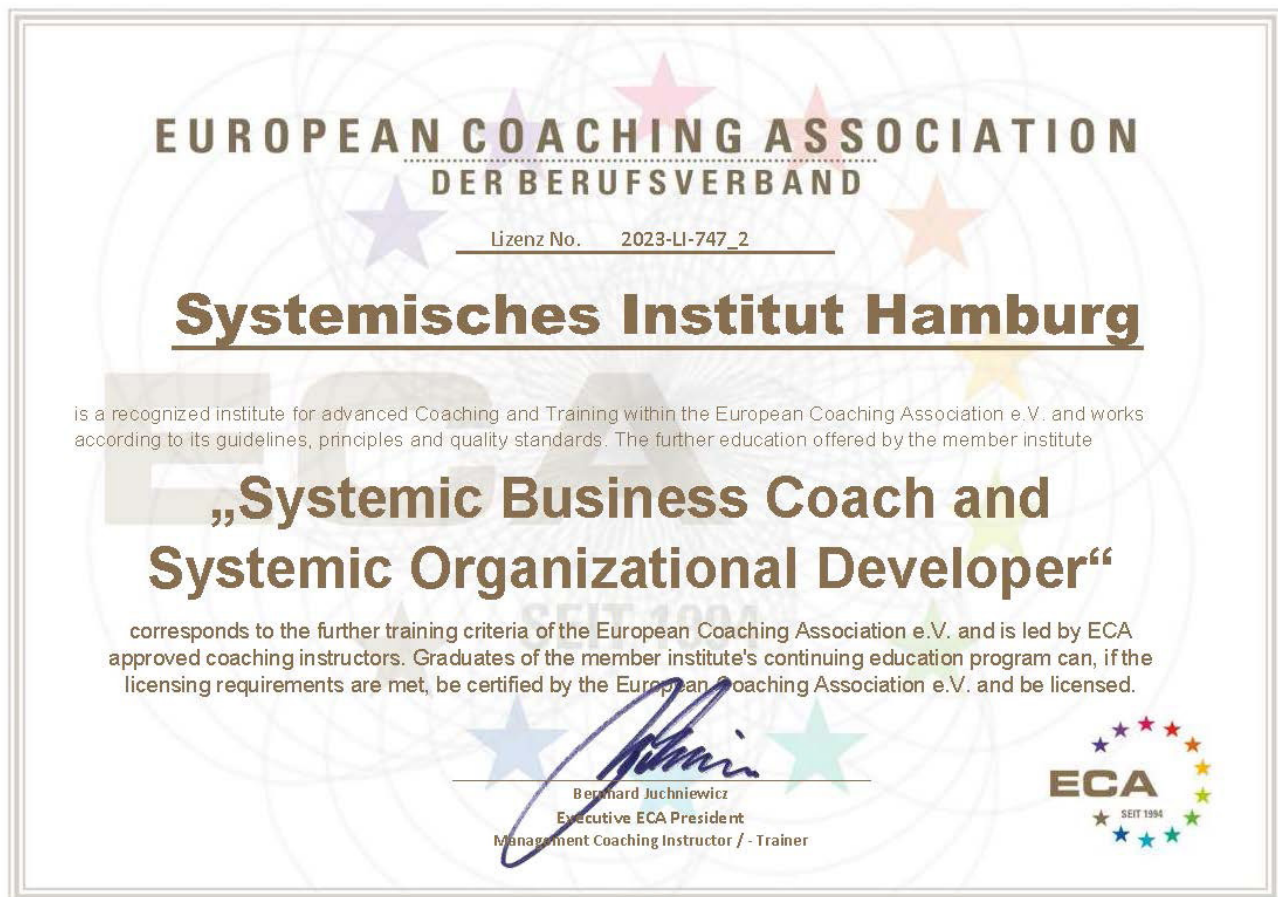 EUROPEAN COACHING ASSOCIATION
DER BERUFSVERBAND
Lizenz No. 2023-LI-747_2
Systemisches Institut Hamburg
ECA
is a recognized institute for advanced Coaching and Training within the European Coaching Association e.V. and works
according to its guidelines, principles and quality standards. The further education offered by the member institute
„Systemic Business Coach and
Systemic Organizational Developer“
SEIT 1994
corresponds to the further training criteria of the European Coaching Association e.V. and is led by ECA
approved coaching instructors. Graduates of the member institute's continuing education program can, if the
licensing requirements are met, be certified by the European Coaching Association e.V. and be licensed.
Bernhard Juchniewicz
Executive ECA President
Management Coaching Instructor / - Trainer
ECA
SEIT 1994